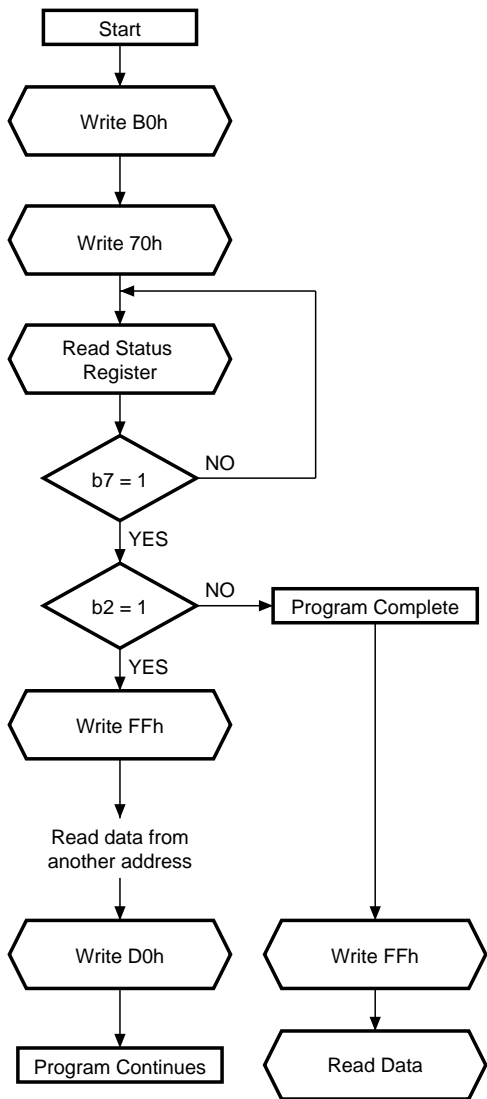 Start
Write B0h
Write 70h
Read Status
Register
NO
b7 = 1
YES
NO
b2 = 1
Program Complete
YES
Write FFh
Read data from
another address
Write D0h
Write FFh
Program Continues
Read Data